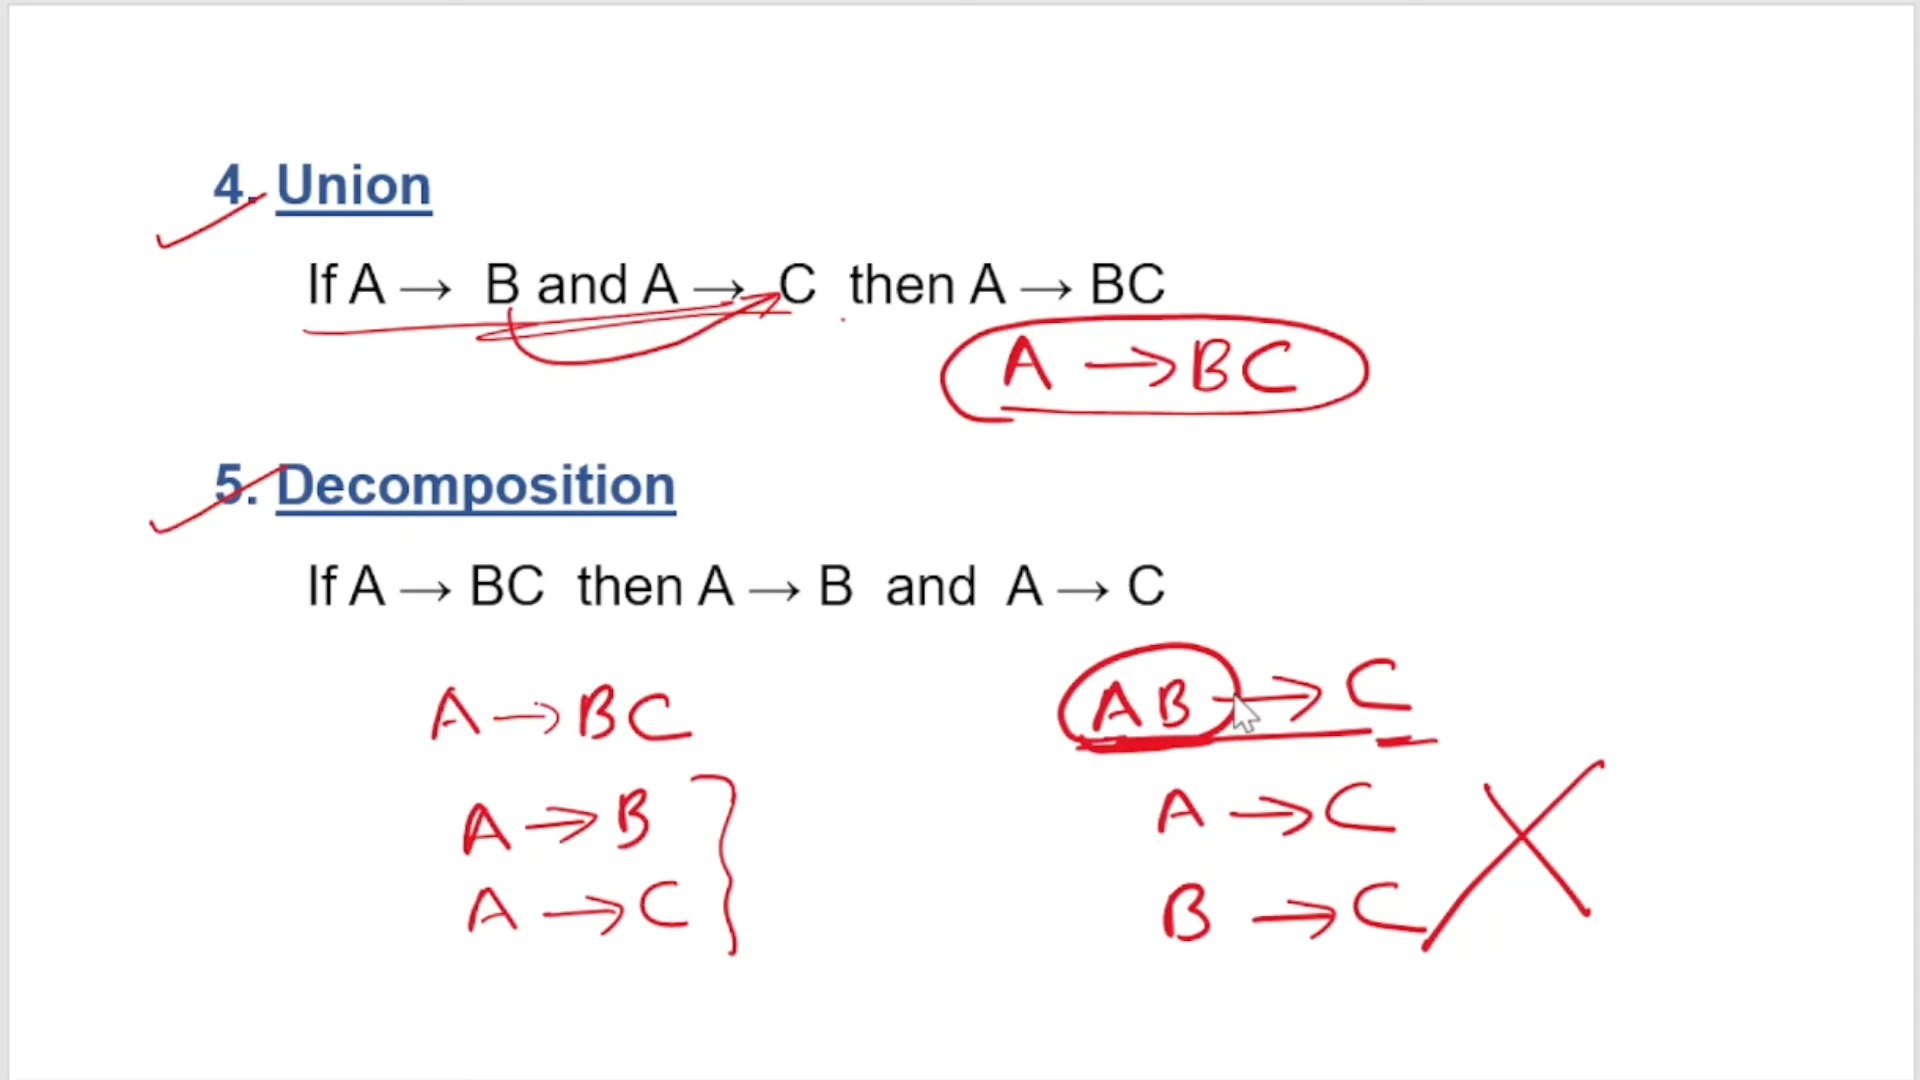 4. Union
If A → B and A → C then A → BC
A → BC
5. Decomposition
If A → BC then A → B and A → C
A → BC
A → B
A → C
AB → C
A → C
B → C